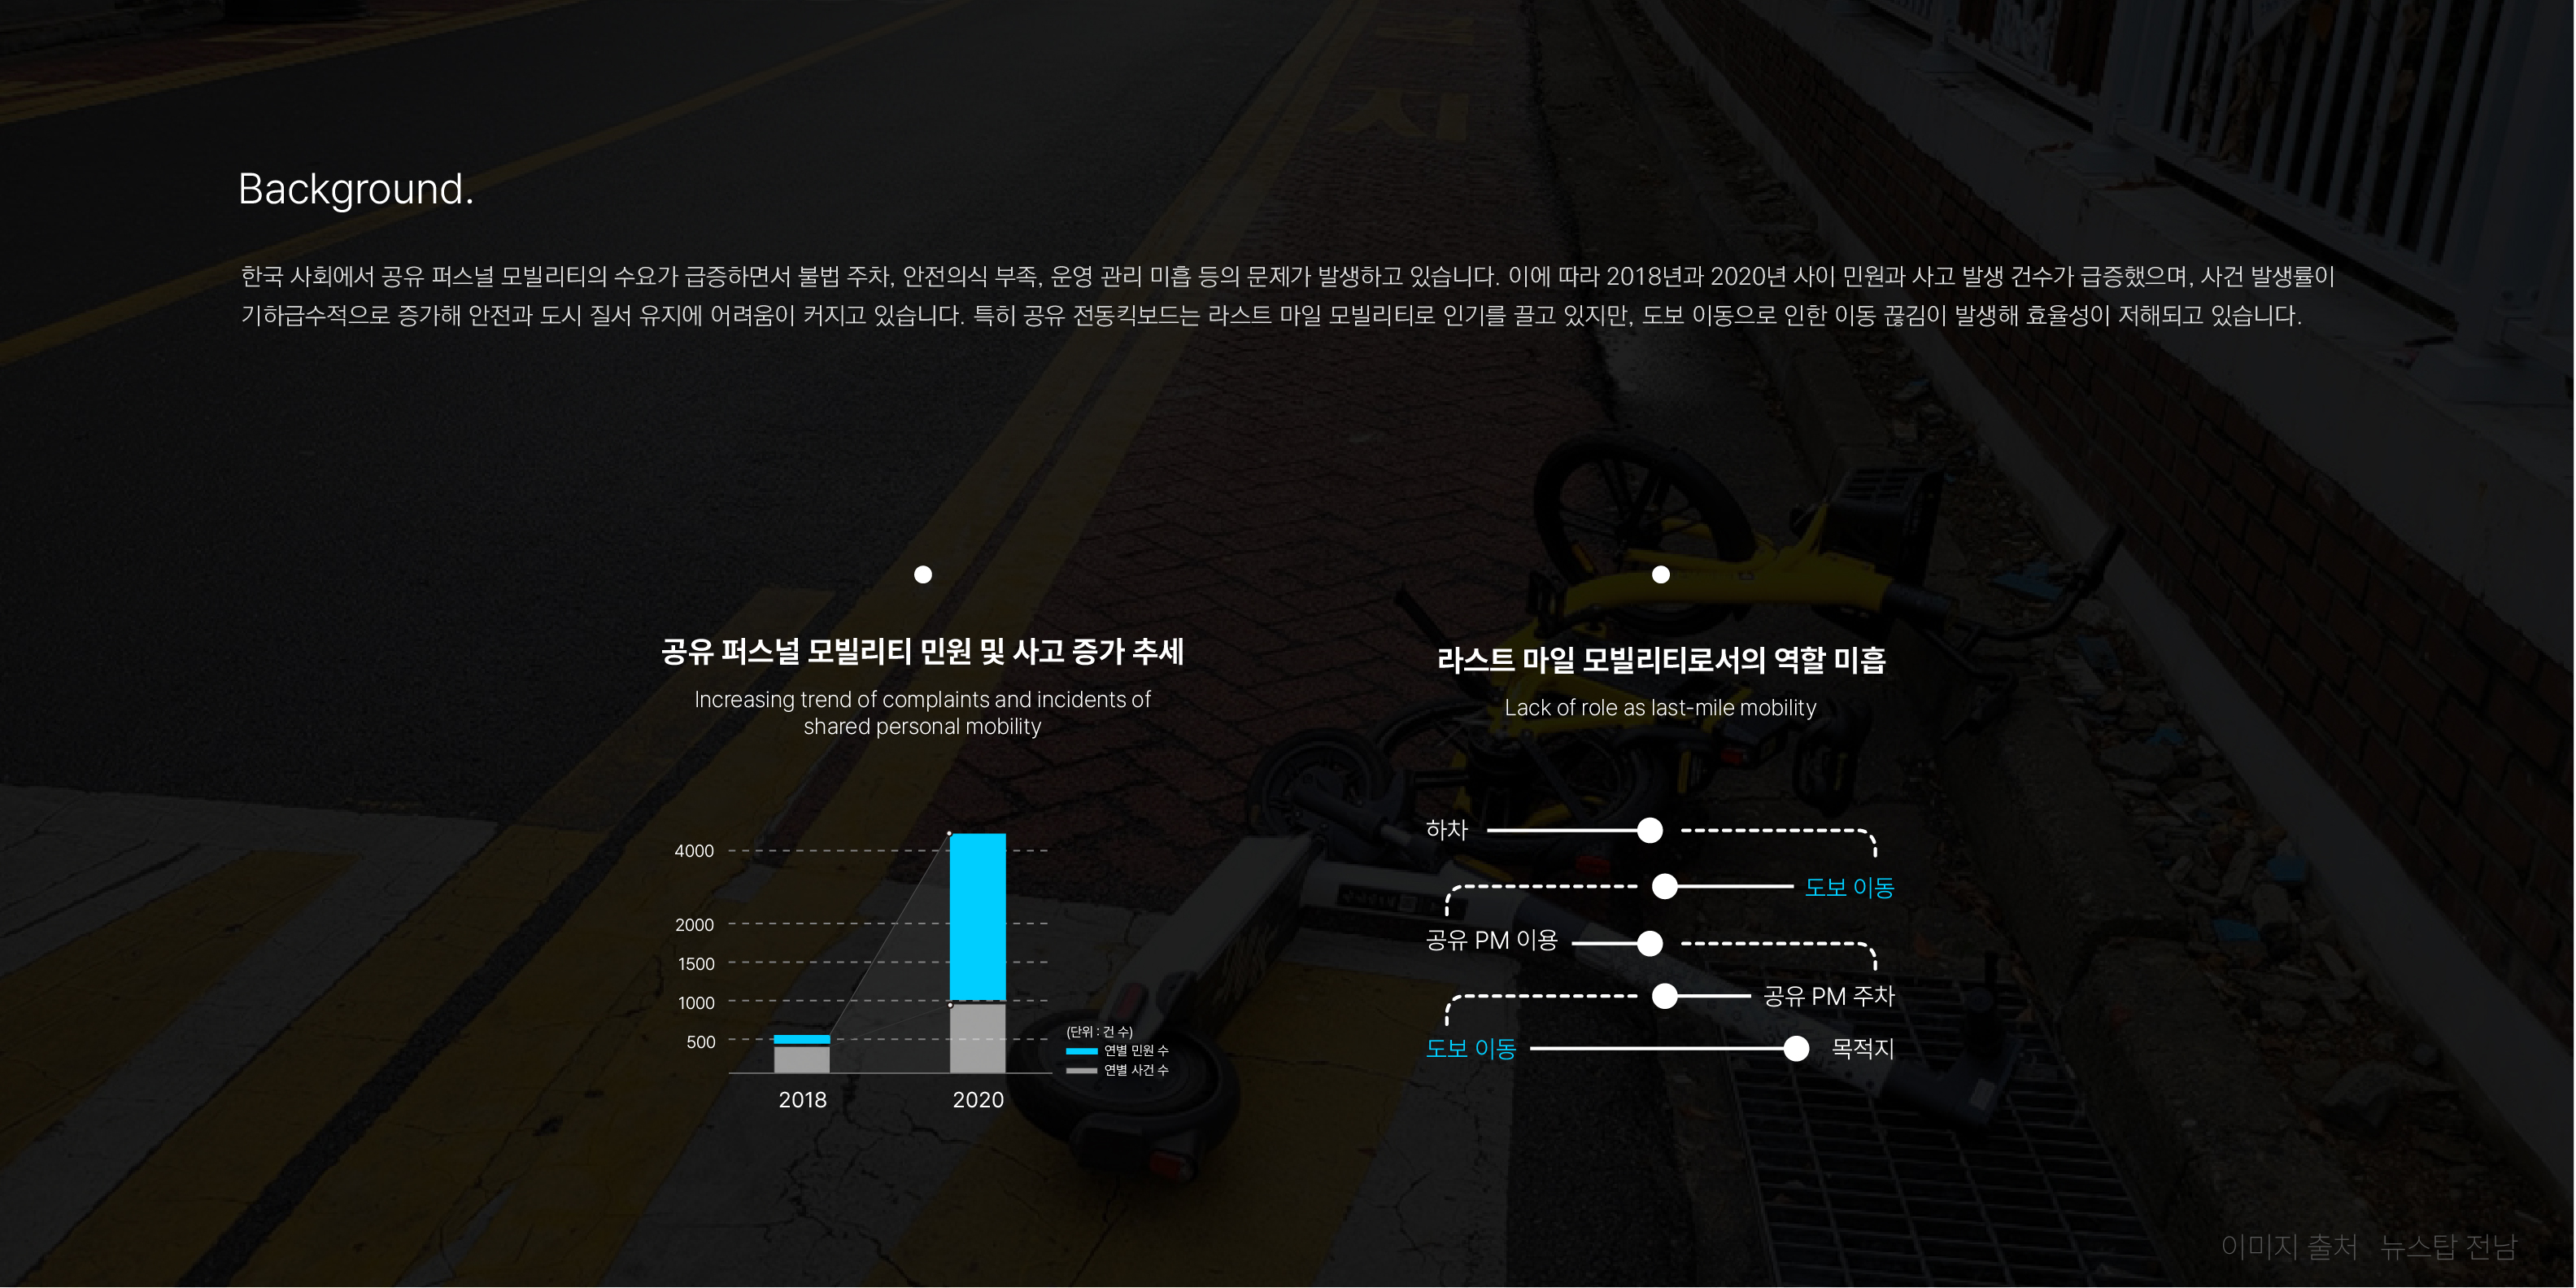 Background.
한국 사회에서 공유 퍼스널 모빌리티의 수요가 급증하면서 불법 주차, 안전의식 부족, 운영 관리 미흡 등의 문제가 발생하고 있습니다. 이에 따라 2018년과 2020년 사이 민원과 사고 발생 건수가 급증했으며, 사건 발생률이
기하급수적으로 증가해 안전과 도시 질서 유지에 어려움이 커지고 있습니다. 특히 공유 전동킥보드는 라스트 마일 모빌리티로 인기를 끌고 있지만, 도보 이동으로 인한 이동 끊김이 발생해 효율성이 저해되고 있습니다.
공유 퍼스널 모빌리티 민원 및 사고 증가 추세
Increasing trend of complaints and incidents of
shared personal mobility
4000
2000
1500
1000
500
2018
2020
(단위 : 건 수)
연별 민원 수
연별 사건 수
라스트 마일 모빌리티로서의 역할 미흡
Lack of role as last-mile mobility
하차
도보 이동
공유 PM 이용
공유 PM 주차
도보 이동
목적지
이미지 출처 뉴스탑 전남